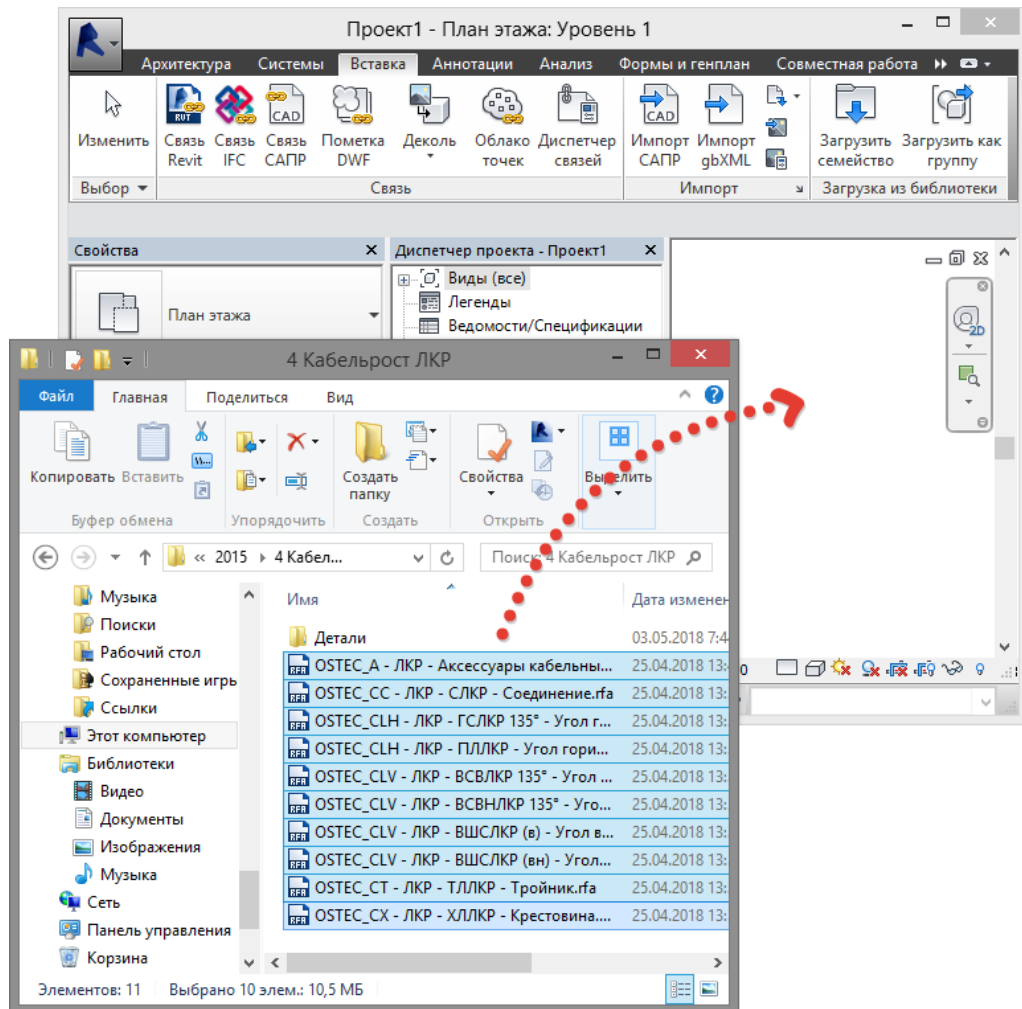 Проект1 - План этажа: Уровень 1
Архитектура Системы Вставка Аннотации Анализ Формы и генплан Совместная работа
RVT CAD CAD
Изменить Связь Связь Связь Пометка Деколь Облако Диспетчер Импорт Импорт Загрузить Загрузить как
Revit IFC САПР DWF точек связей САПР gbXML семейство группу
Выбор Связь Импорт Загрузка из библиотеки
Свойства Диспетчер проекта - Проект1
Виды (все)
План этажа Легенды
Ведомости/Спецификации
2D
4 Кабельрост ЛКР
Файл Главная Поделиться Вид
Копировать Вставить Создать Свойства Выделить
папку
Буфер обмена Упорядочить Создать Открыть
« 2015 4 Кабел... Поиск: 4 Кабельрост ЛКР
Музыка Имя Дата изменен
Поиски Детали 03.05.2018 7:4
Рабочий стол OSTEC_A - ЛКР - Аксессуары кабельны... 25.04.2018 13:
Сохраненные игры OSTEC_CC - ЛКР - СЛКР - Соединение.rfa 25.04.2018 13:
Ссылки OSTEC_CLH - ЛКР - ГСЛКР 135° - Угол г... 25.04.2018 13:
Этот компьютер OSTEC_CLH - ЛКР - ПЛЛКР - Угол гори... 25.04.2018 13:
Библиотеки OSTEC_CLV - ЛКР - ВСВЛКР 135° - Угол ... 25.04.2018 13:
Видео OSTEC_CLV - ЛКР - ВСВНЛКР 135° - Уго... 25.04.2018 13:
Документы OSTEC_CLV - ЛКР - ВШСЛКР (в) - Угол в... 25.04.2018 13:
Изображения OSTEC_CLV - ЛКР - ВШСЛКР (вн) - Угол... 25.04.2018 13:
Музыка OSTEC_CT - ЛКР - ТЛЛКР - Тройник.rfa 25.04.2018 13:
Сеть OSTEC_CX - ЛКР - ХЛЛКР - Крестовина.... 25.04.2018 13:
Панель управления
Корзина
Элементов: 11 Выбрано 10 элем.: 10,5 МБ